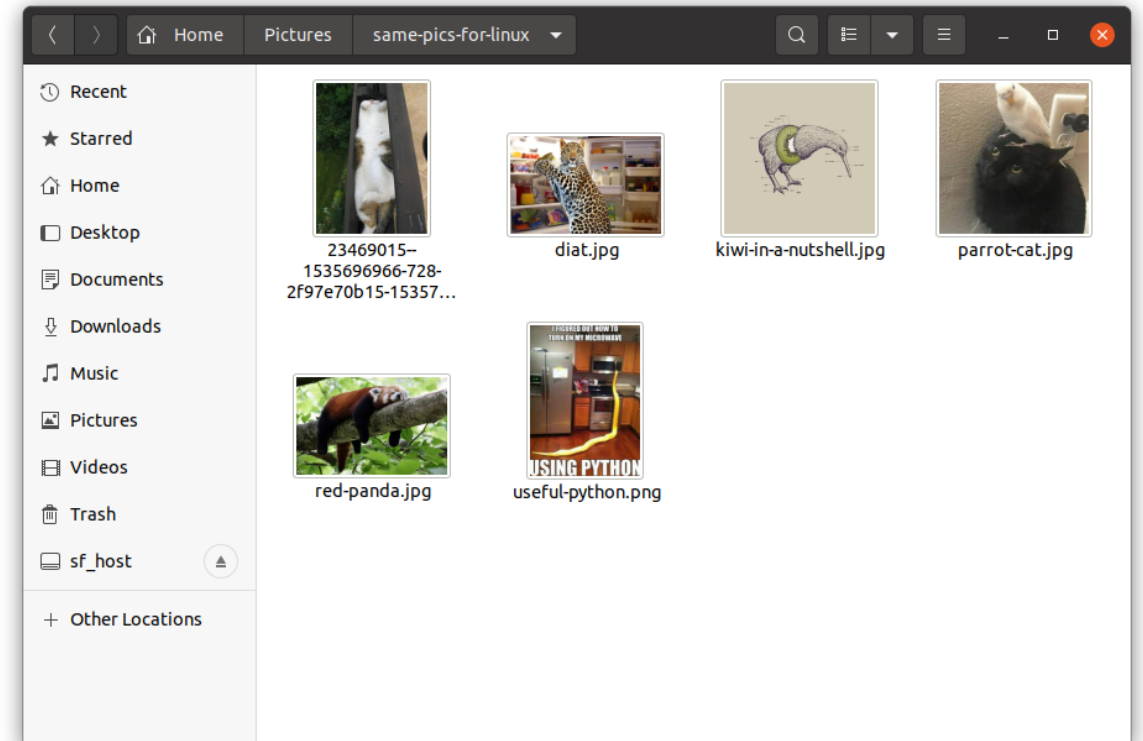 Home Pictures same-pics-for-linux
Recent
Starred
Home
Desktop
Documents
Downloads
Music
Pictures
Videos
Trash
sf_host
Other Locations
23469015--
1535696966-728-
2f97e70b15-15357...
diat.jpg
kiwi-in-a-nutshell.jpg
parrot-cat.jpg
red-panda.jpg
I FIGURED OUT HOW TO
TURN ON MY MICROWAVE
USING PYTHON
useful-python.png